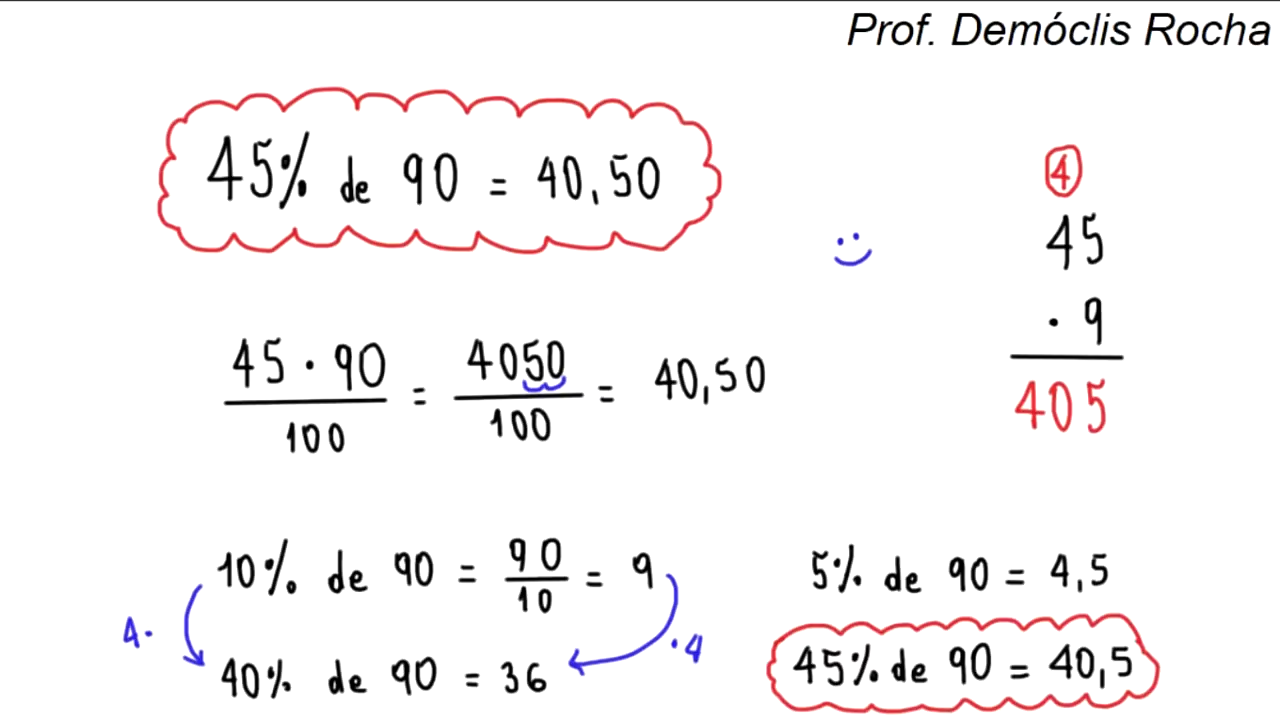 Prof. Demóclis Rocha
45% de 90 = 40,50
4
45
· 9
405
45 · 90 / 100 = 4050 / 100 = 40,50
10% de 90 = 90 / 10 = 9
4·
·4
40% de 90 = 36
5% de 90 = 4,5
45% de 90 = 40,5